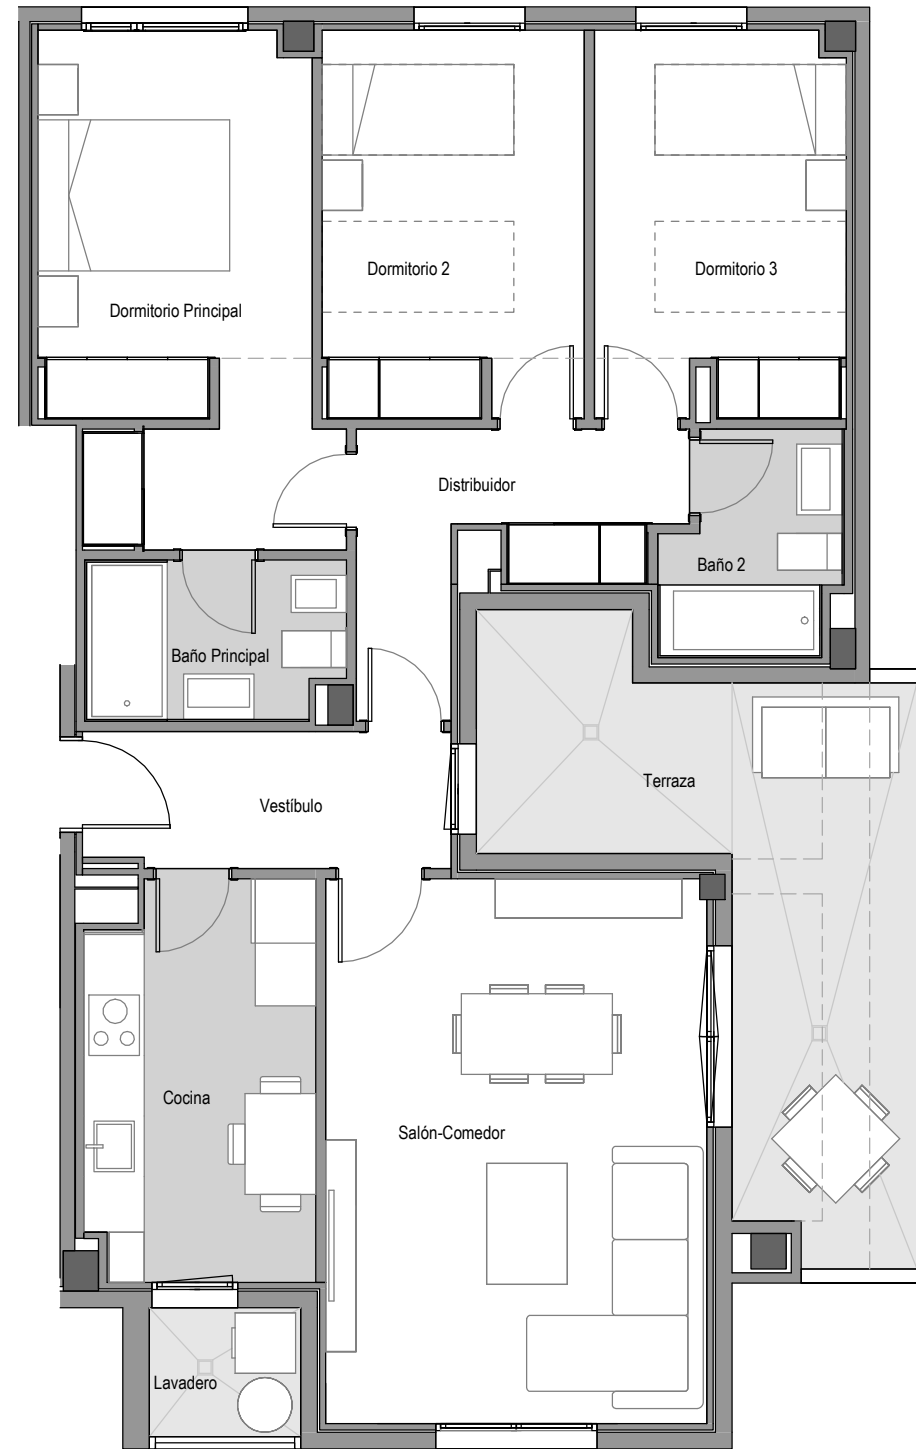 Dormitorio 2
Dormitorio 3
Dormitorio Principal
Distribuidor
Baño 2
Baño Principal
Terraza
Vestíbulo
Cocina
Salón-Comedor
Lavadero